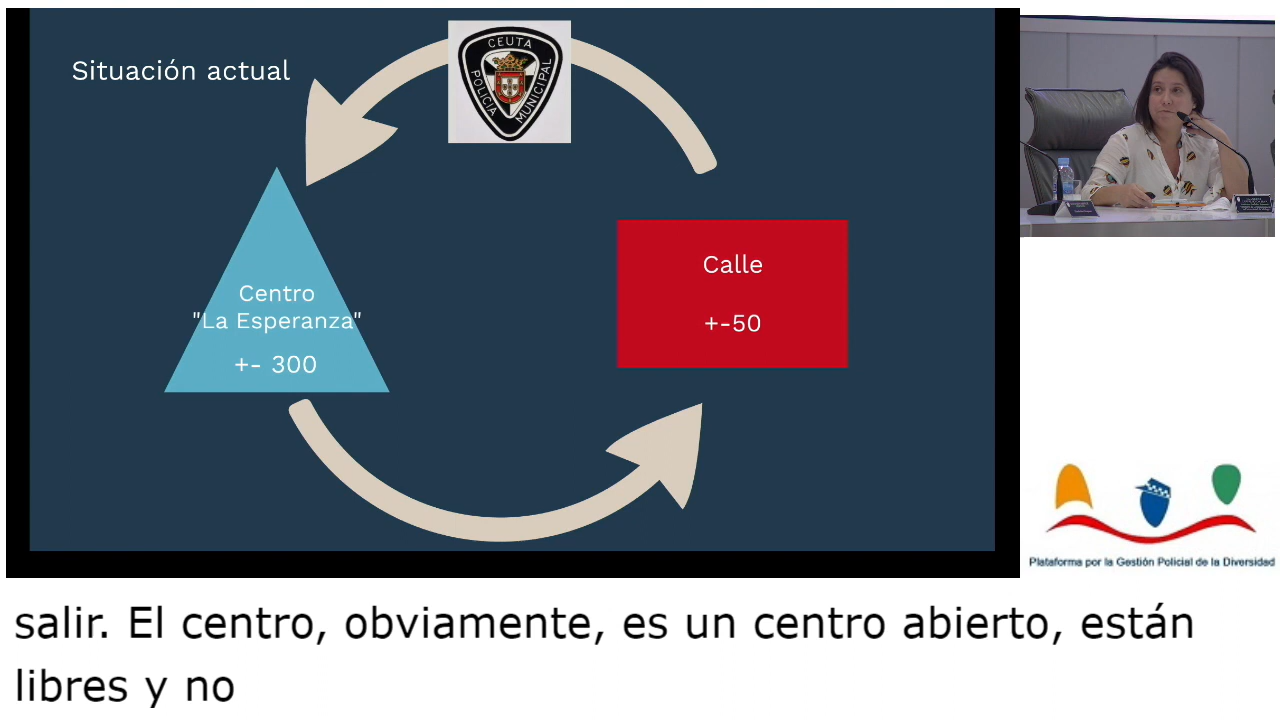 Situación actual
CEUTA
POLICIA MUNICIPAL
Centro
"La Esperanza"
+- 300
Calle
+-50
Plataforma por la Gestión Policial de la Diversidad
salir. El centro, obviamente, es un centro abierto, están
libres y no